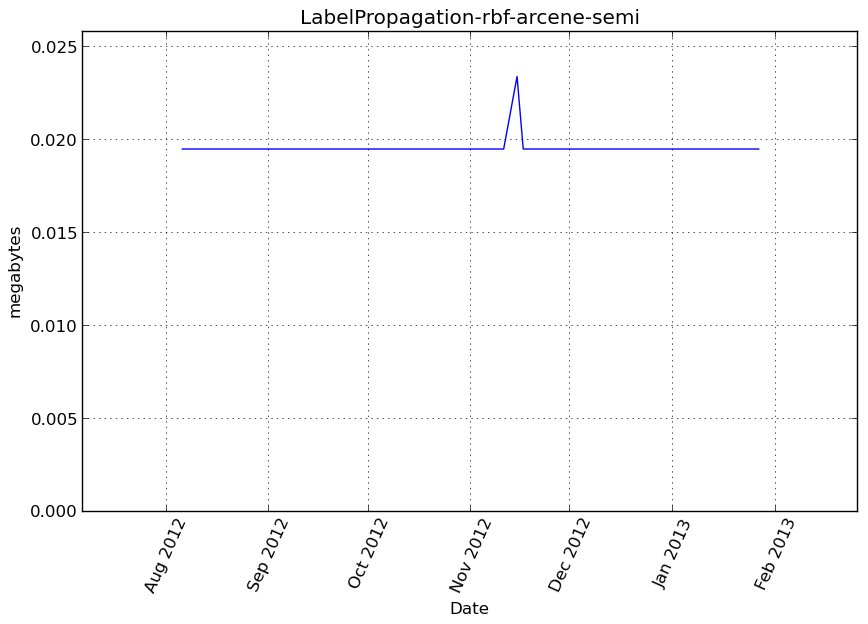 LabelPropagation-rbf-arcene-semi
0.025
0.020
0.015
0.010
0.005
0.000
megabytes
Aug 2012
Sep 2012
Oct 2012
Nov 2012
Dec 2012
Jan 2013
Feb 2013
Date